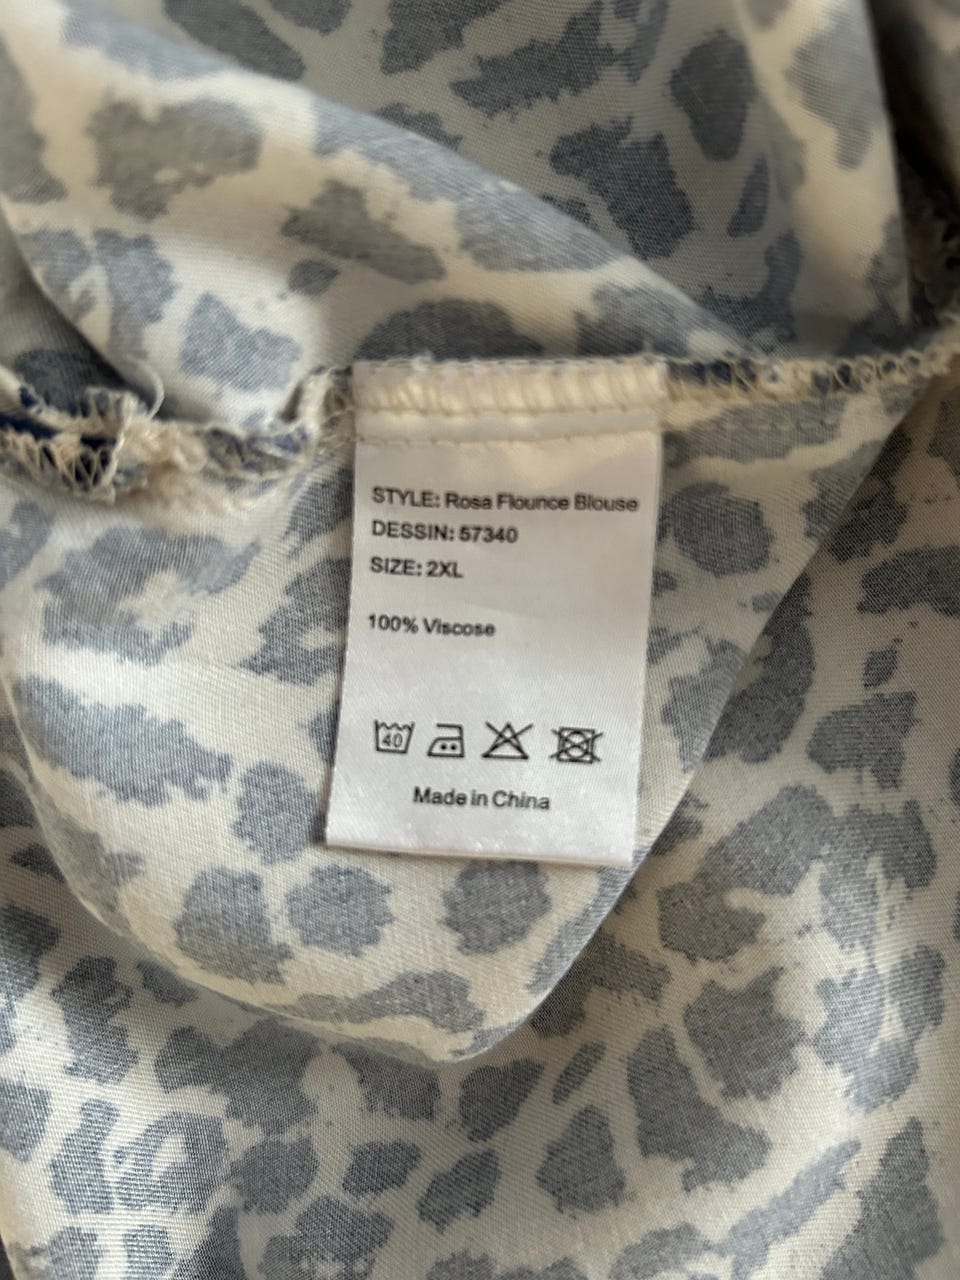 STYLE: Rosa Flounce Blouse
DESSIN: 57340
SIZE: 2XL
100% Viscose
40
Made in China